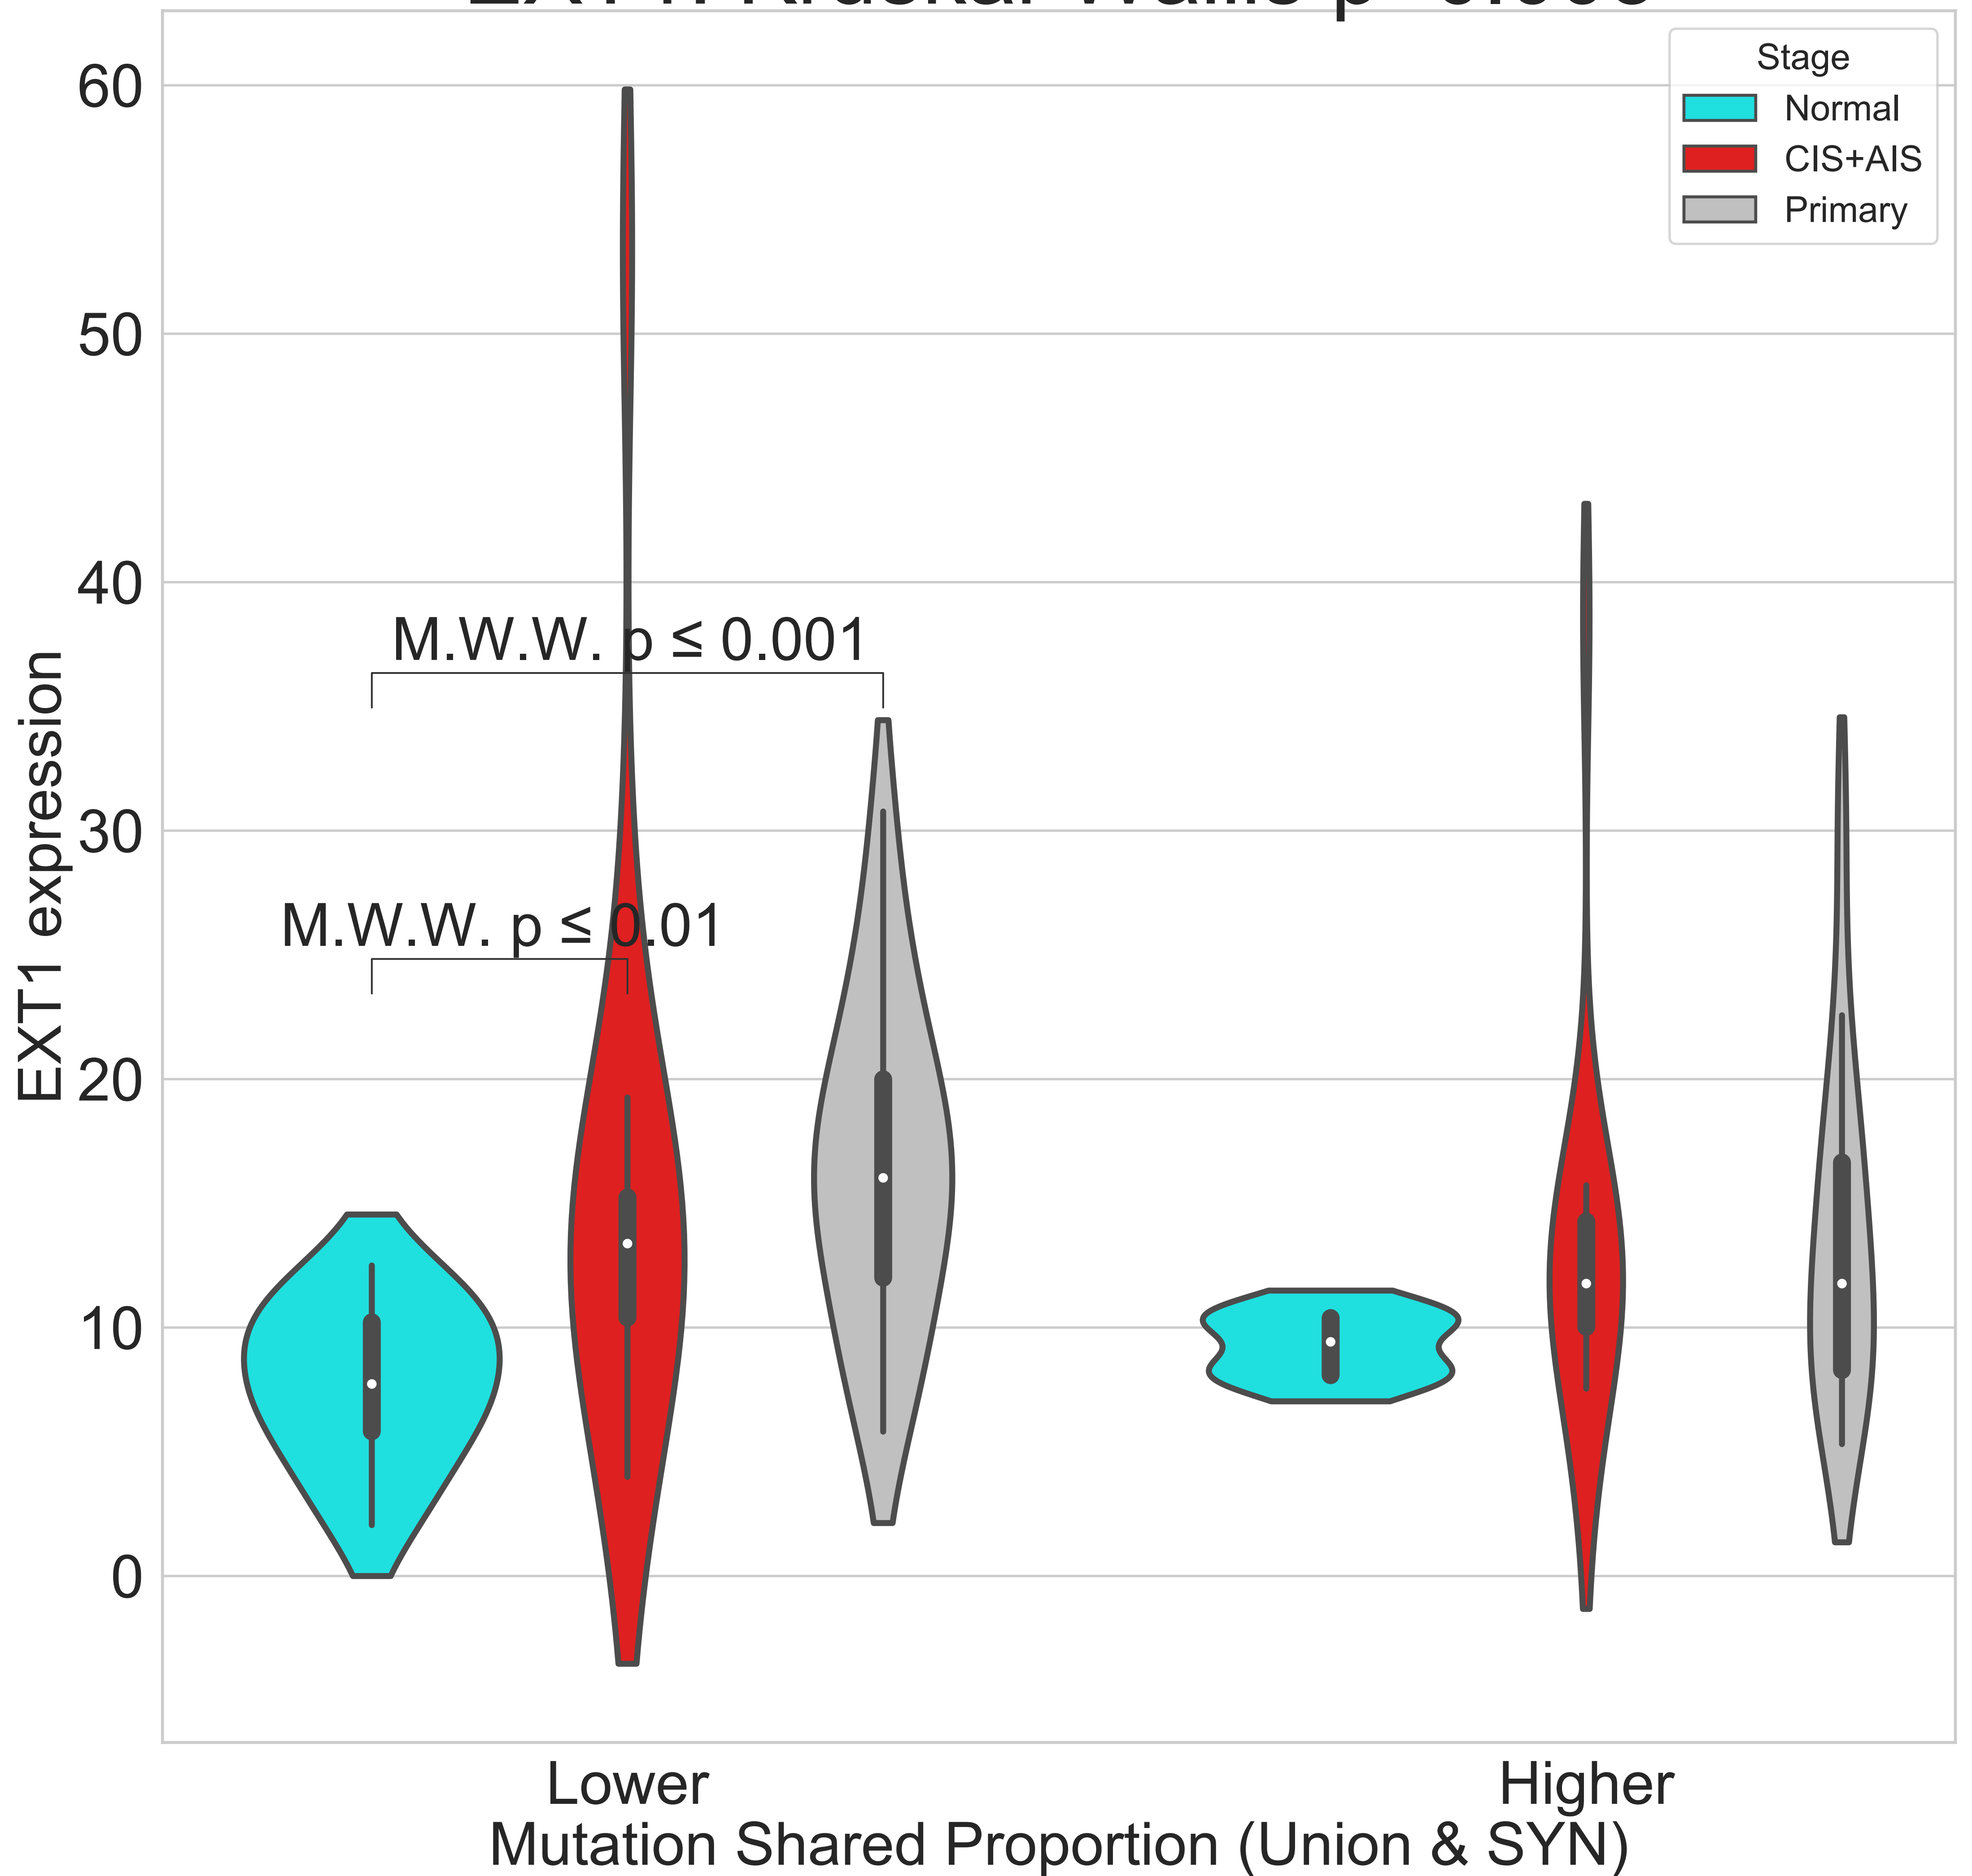 Stage
Normal
CIS+AIS
Primary
60
50
40
30
20
10
0
EXT1 expression
M.W.W. p ≤ 0.001
M.W.W. p ≤ 0.01
Lower
Higher
Mutation Shared Proportion (Union & SYN)